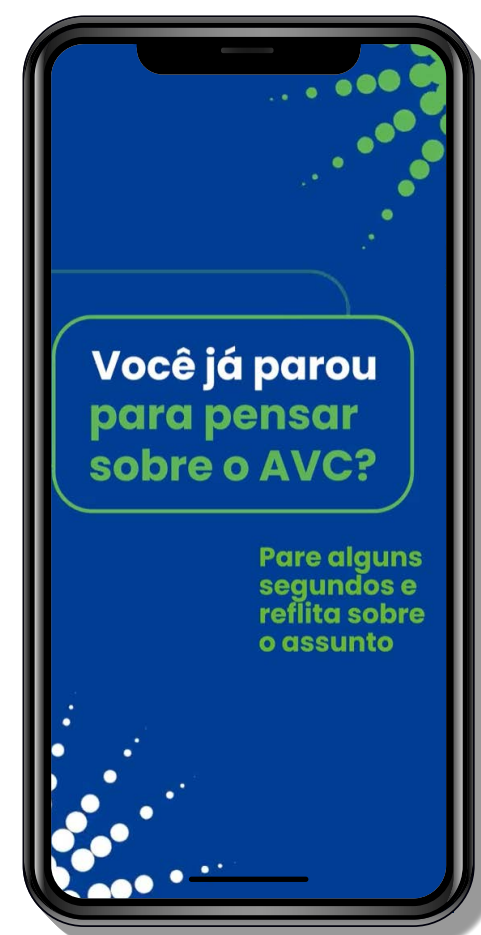 Você já parou
para pensar
sobre o AVC?
Pare alguns
segundos e
reflita sobre
o assunto